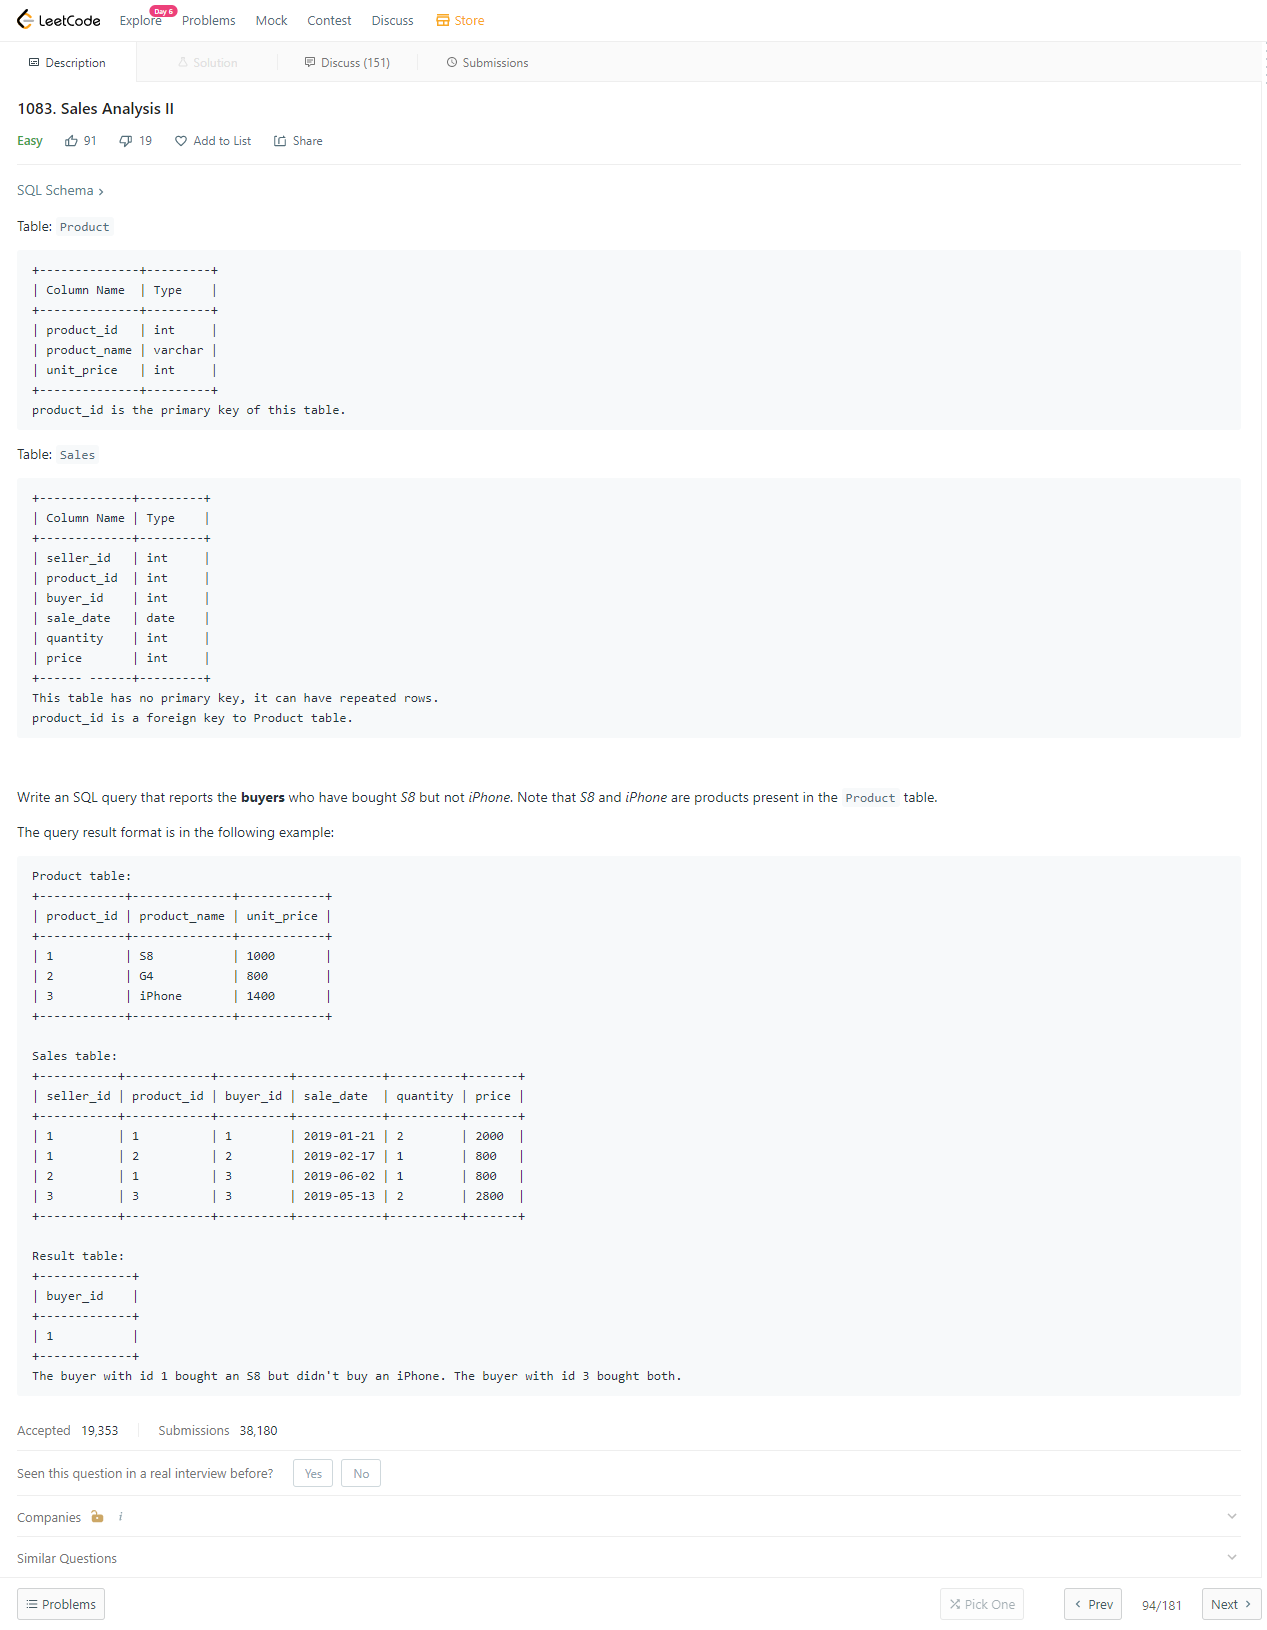 LeetCode Explore Day 6 Problems Mock Contest Discuss Store
Description Solution Discuss (151) Submissions
1083. Sales Analysis II
Easy 91 19 Add to List Share
SQL Schema >
Table: Product
+--------------+---------+
| Column Name  | Type    |
+--------------+---------+
| product_id   | int     |
| product_name | varchar |
| unit_price   | int     |
+--------------+---------+
product_id is the primary key of this table.
Table: Sales
+-------------+---------+
| Column Name | Type    |
+-------------+---------+
| seller_id   | int     |
| product_id  | int     |
| buyer_id    | int     |
| sale_date   | date    |
| quantity    | int     |
| price       | int     |
+------ ------+---------+
This table has no primary key, it can have repeated rows.
product_id is a foreign key to Product table.
Write an SQL query that reports the buyers who have bought S8 but not iPhone. Note that S8 and iPhone are products present in the Product table.
The query result format is in the following example:
Product table:
+------------+--------------+------------+
| product_id | product_name | unit_price |
+------------+--------------+------------+
| 1          | S8           | 1000       |
| 2          | G4           | 800        |
| 3          | iPhone       | 1400       |
+------------+--------------+------------+
Sales table:
+-----------+------------+----------+------------+----------+-------+
| seller_id | product_id | buyer_id | sale_date  | quantity | price |
+-----------+------------+----------+------------+----------+-------+
| 1         | 1          | 1        | 2019-01-21 | 2        | 2000  |
| 1         | 2          | 2        | 2019-02-17 | 1        | 800   |
| 2         | 1          | 3        | 2019-06-02 | 1        | 800   |
| 3         | 3          | 3        | 2019-05-13 | 2        | 2800  |
+-----------+------------+----------+------------+----------+-------+
Result table:
+-------------+
| buyer_id    |
+-------------+
| 1           |
+-------------+
The buyer with id 1 bought an S8 but didn't buy an iPhone. The buyer with id 3 bought both.
Accepted 19,353 Submissions 38,180
Seen this question in a real interview before? Yes No
Companies i
Similar Questions
Problems Pick One < Prev 94/181 Next >